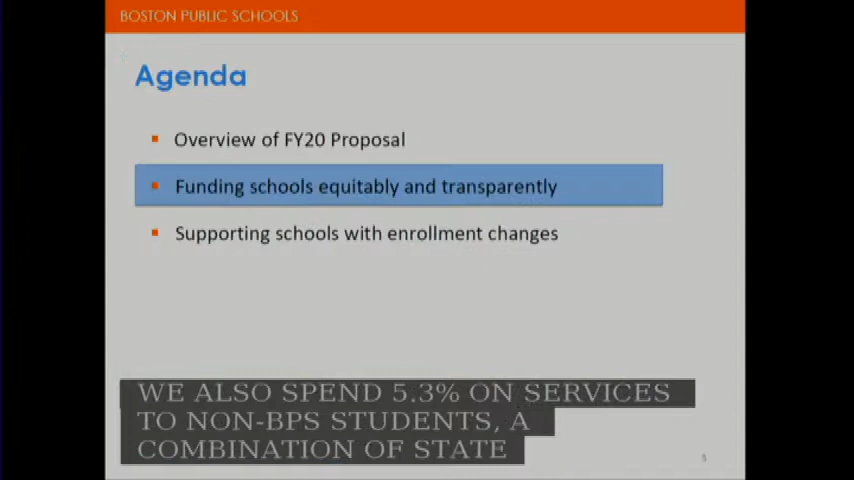 BOSTON PUBLIC SCHOOLS
Agenda
Overview of FY20 Proposal
Funding schools equitably and transparently
Supporting schools with enrollment changes
WE ALSO SPEND 5.3% ON SERVICES
TO NON-BPS STUDENTS, A
COMBINATION OF STATE